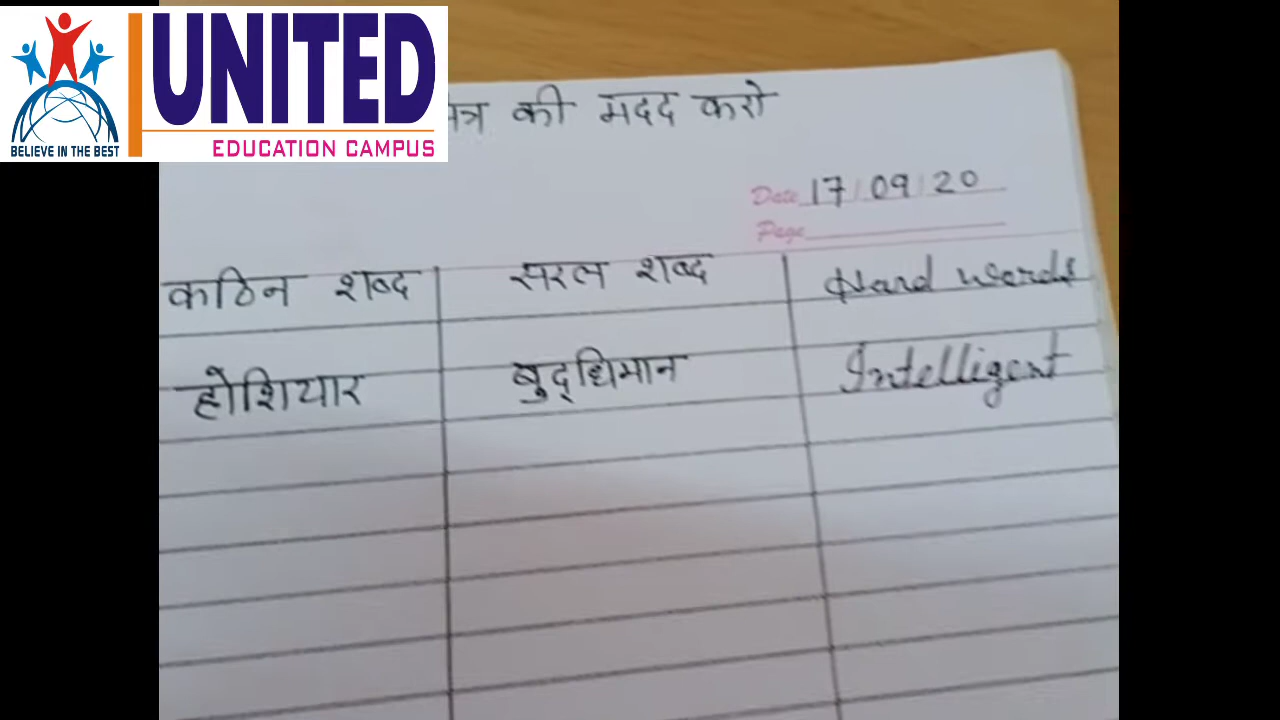 UNITED
EDUCATION CAMPUS
BELIEVE IN THE BEST
की मदद करो
Date 17/09/20
Page
कठिन शब्द सरल शब्द Hard words
होशियार बुद्धिमान Intelligent